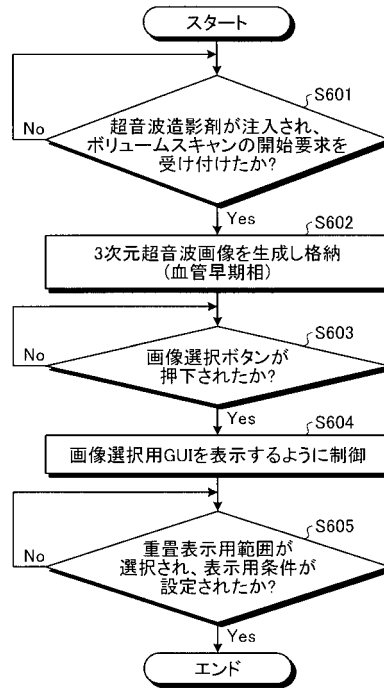 スタート
S601
超音波造影剤が注入され、
ボリュームスキャンの開始要求を
受け付けたか?
No
Yes
S602
3次元超音波画像を生成し格納
(血管早期相)
S603
画像選択ボタンが
押下されたか?
No
Yes
S604
画像選択用GUIを表示するように制御
S605
重畳表示用範囲が
選択され、表示用条件が
設定されたか?
No
Yes
エンド